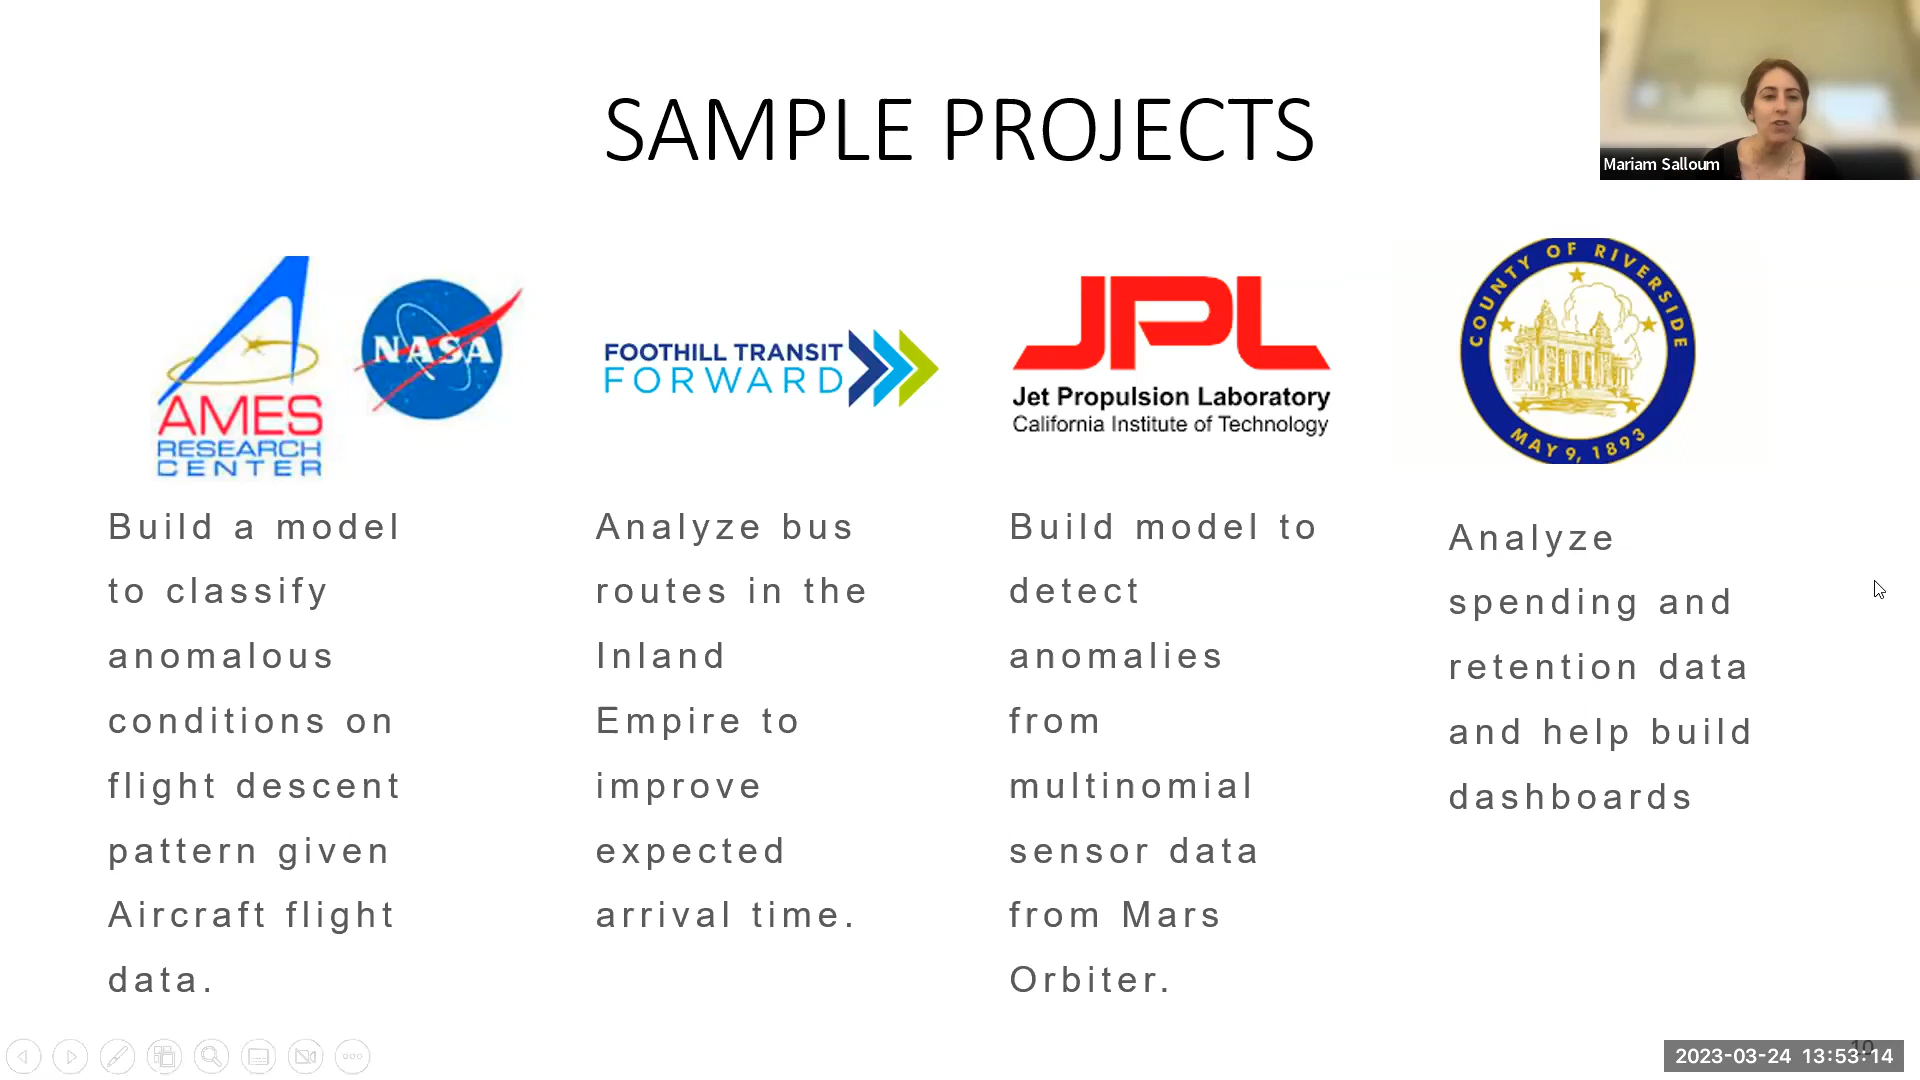 SAMPLE PROJECTS
Mariam Salloum
AMES
RESEARCH
CENTER
NASA
FOOTHILL TRANSIT
FORWARD
JPL
Jet Propulsion Laboratory
California Institute of Technology
COUNTY OF RIVERSIDE
MAY 9, 1893
Build a model
to classify
anomalous
conditions on
flight descent
pattern given
Aircraft flight
data.
Analyze bus
routes in the
Inland
Empire to
improve
expected
arrival time.
Build model to
detect
anomalies
from
multinomial
sensor data
from Mars
Orbiter.
Analyze
spending and
retention data
and help build
dashboards
10
2023-03-24 13:53:14